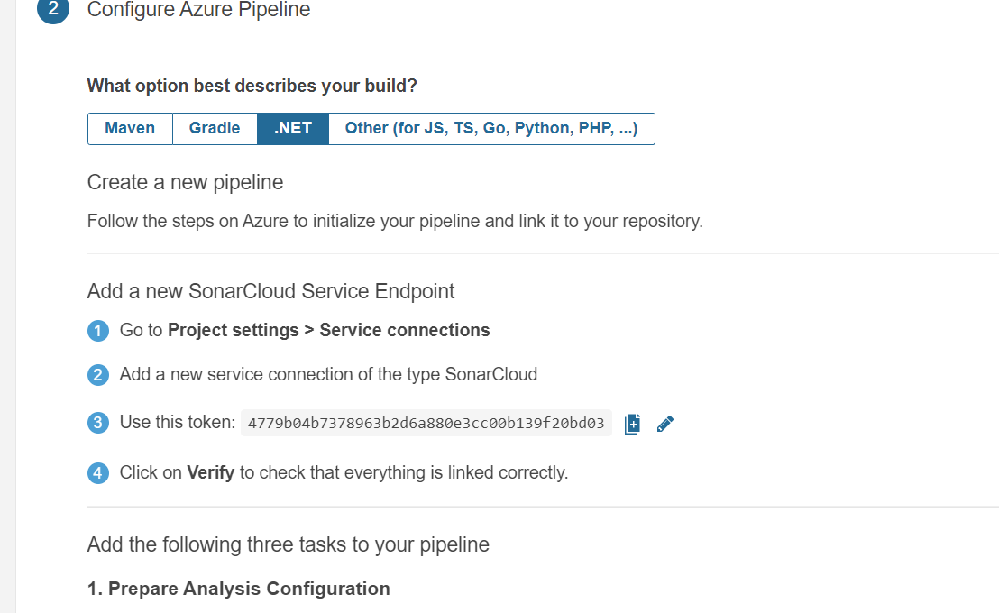 2 Configure Azure Pipeline
What option best describes your build?
Maven Gradle .NET Other (for JS, TS, Go, Python, PHP, ...)
Create a new pipeline
Follow the steps on Azure to initialize your pipeline and link it to your repository.
Add a new SonarCloud Service Endpoint
1 Go to Project settings > Service connections
2 Add a new service connection of the type SonarCloud
3 Use this token: 4779b04b7378963b2d6a880e3cc00b139f20bd03
4 Click on Verify to check that everything is linked correctly.
Add the following three tasks to your pipeline
1. Prepare Analysis Configuration